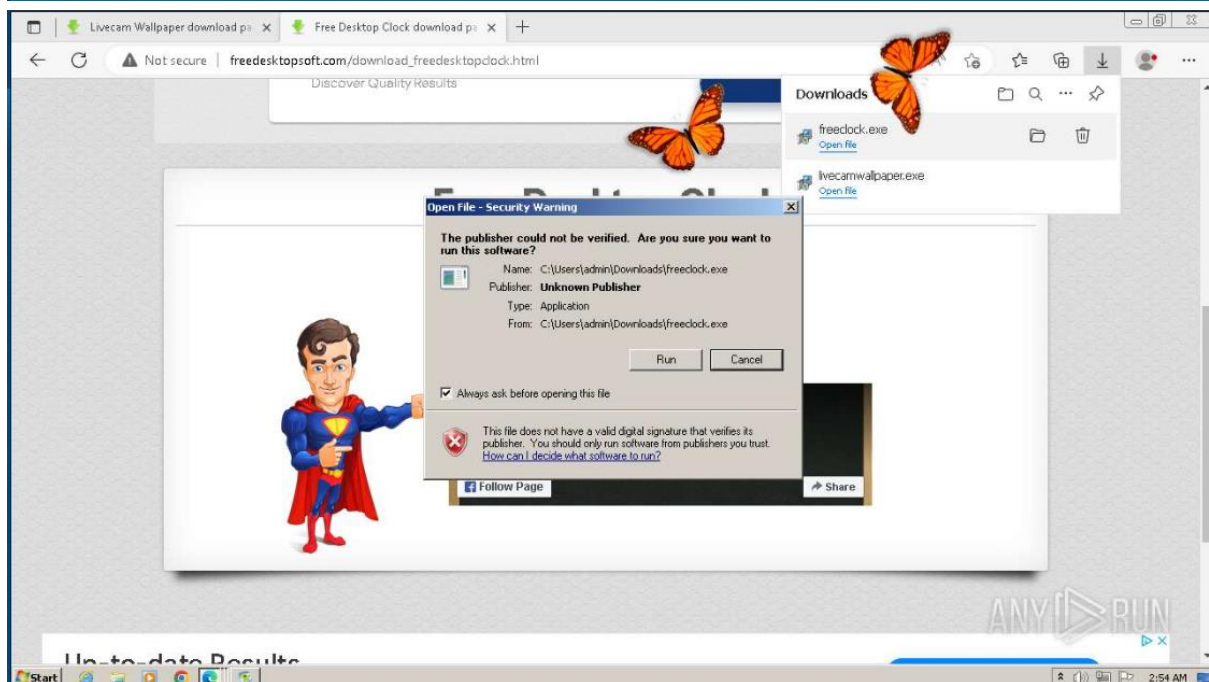 Livecam Wallpaper download pa
Free Desktop Clock download pa
Not secure
freedesktopsoft.com/download_freedesktopclock.html
Discover Quality Results
Downloads
freeclock.exe
Open file
livecamwallpaper.exe
Open file
Free Desktop Clock
Open File - Security Warning
The publisher could not be verified. Are you sure you want to
run this software?
Name: C:\Users\admin\Downloads\freeclock.exe
Publisher: Unknown Publisher
Type: Application
From: C:\Users\admin\Downloads\freeclock.exe
Run
Cancel
Always ask before opening this file
This file does not have a valid digital signature that verifies its
publisher. You should only run software from publishers you trust.
How can I decide what software to run?
Follow Page
Share
ANY RUN
Up-to-date Results
Start
2:54 AM